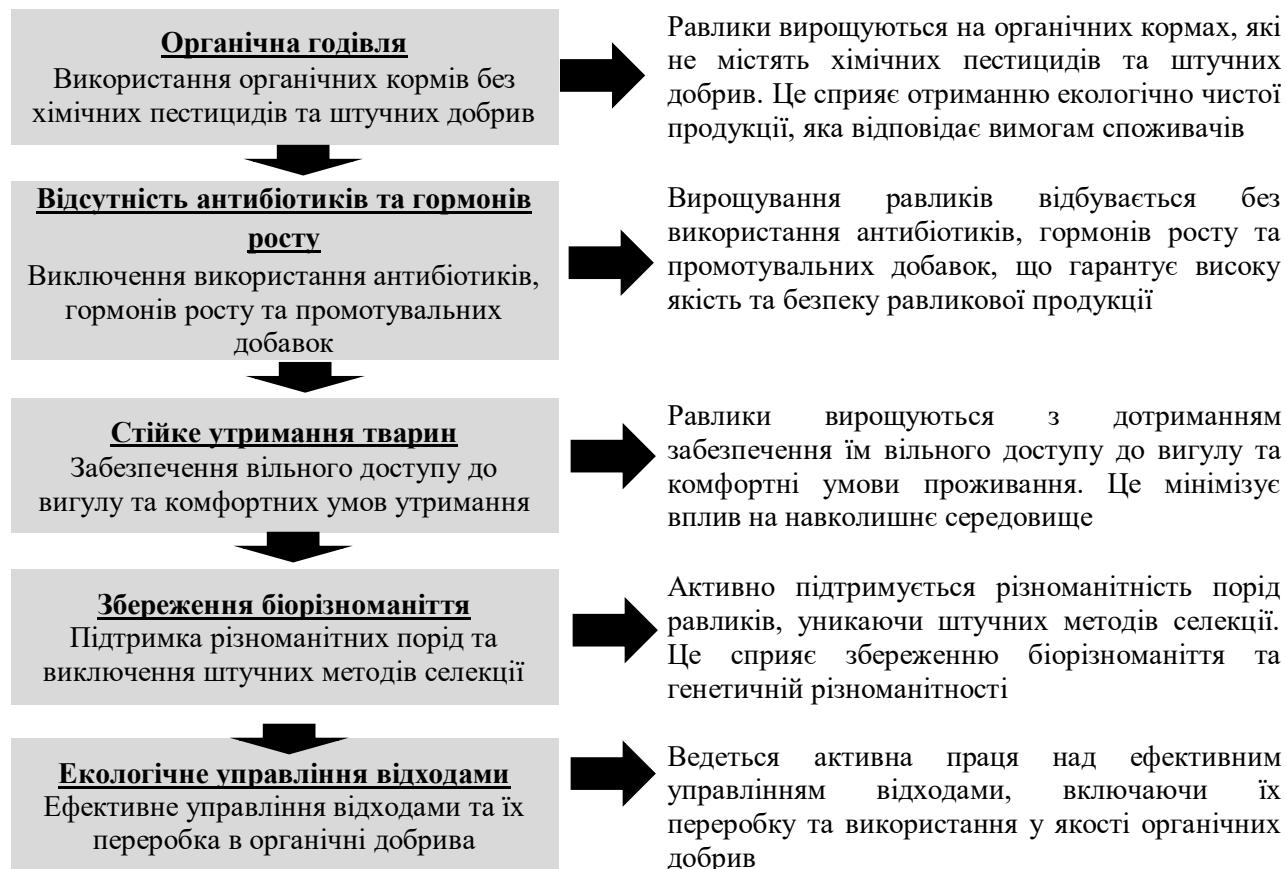 Органічна годівля
Використання органічних кормів без
хімічних пестицидів та штучних добрив
Равлики вирощуються на органічних кормах, які
не містять хімічних пестицидів та штучних
добрив. Це сприяє отриманню екологічно чистої
продукції, яка відповідає вимогам споживачів
Відсутність антибіотиків та гормонів
росту
Виключення використання антибіотиків,
гормонів росту та промотувальних
добавок
Вирощування равликів відбувається без
використання антибіотиків, гормонів росту та
промотувальних добавок, що гарантує високу
якість та безпеку равликової продукції
Стійке утримання тварин
Забезпечення вільного доступу до
вигулу та комфортних умов утримання
Равлики вирощуються з дотриманням
забезпечення їм вільного доступу до вигулу та
комфортні умови проживання. Це мінімізує
вплив на навколишнє середовище
Збереження біорізноманіття
Підтримка різноманітних порід та
виключення штучних методів селекції
Активно підтримується різноманітність порід
равликів, уникаючи штучних методів селекції.
Це сприяє збереженню біорізноманіття та
генетичній різноманітності
Екологічне управління відходами
Ефективне управління відходами та їх
переробка в органічні добрива
Ведеться активна праця над ефективним
управлінням відходами, включаючи їх
переробку та використання у якості органічних
добрив